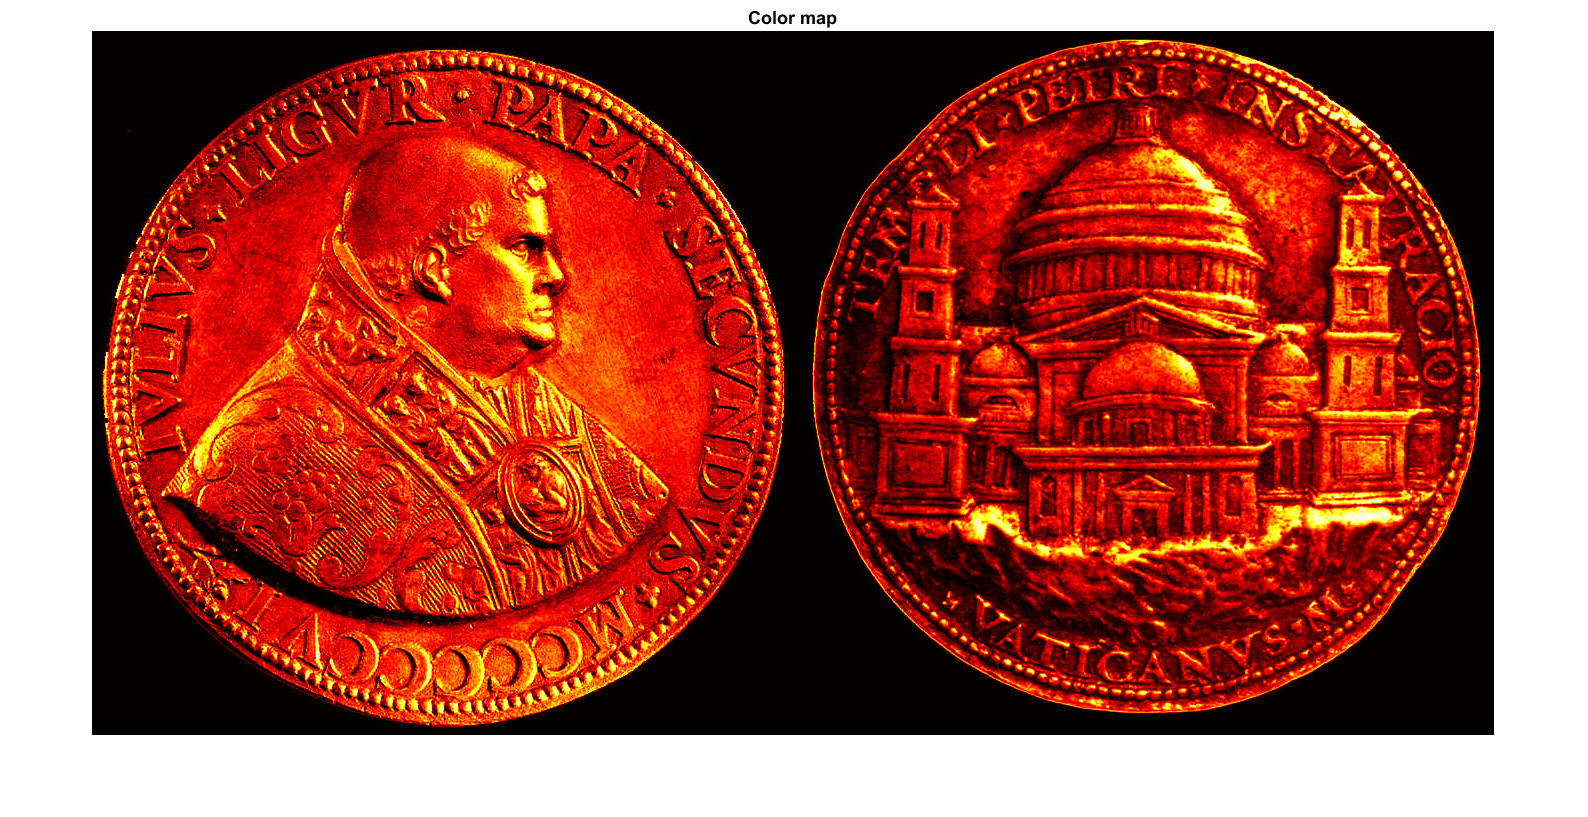 Color map
IVLIVS·LIGVR·PAPA·SECVNDVS·MCCCCCVI
TEMPLI·PETRI·INSTAVRACIO
VATICANVS·M·